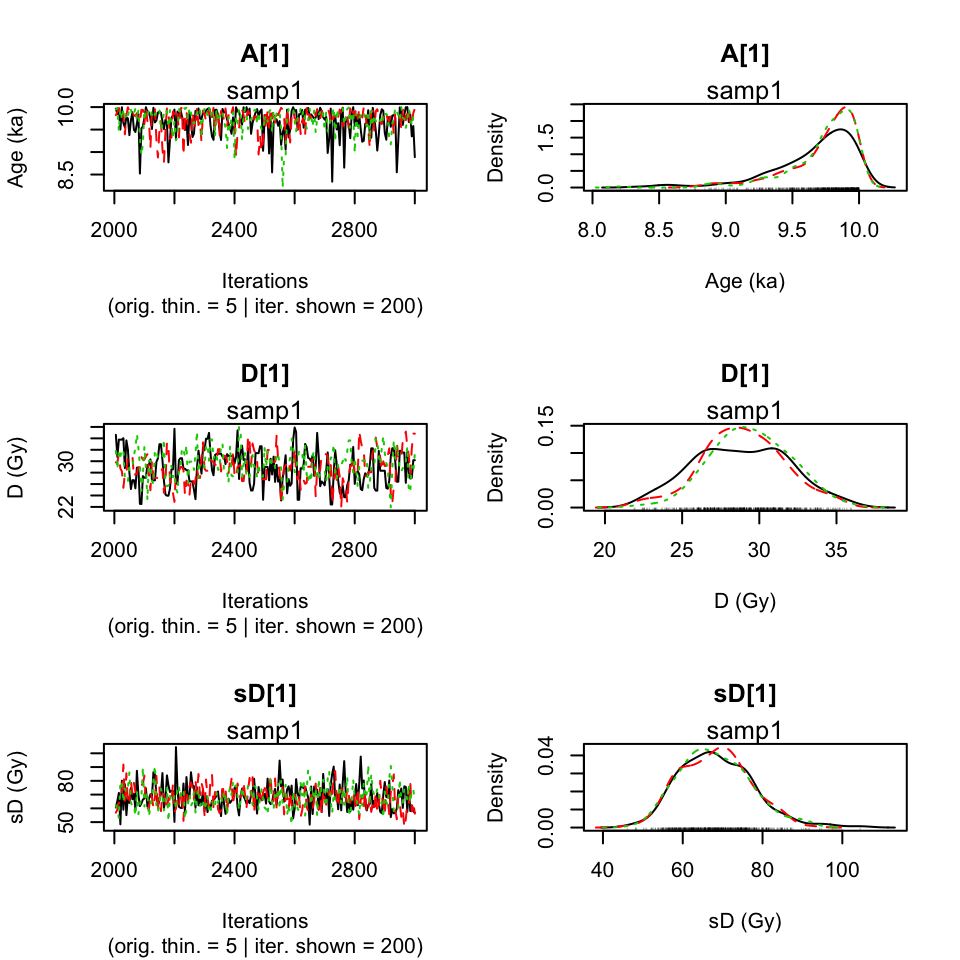 A[1]
samp1
Age (ka)
10.0
8.5
2000 2400 2800
Iterations
(orig. thin. = 5 | iter. shown = 200)
A[1]
samp1
Density
1.5
0.0
8.0 8.5 9.0 9.5 10.0
Age (ka)
D[1]
samp1
D (Gy)
30
22
2000 2400 2800
Iterations
(orig. thin. = 5 | iter. shown = 200)
D[1]
samp1
Density
0.15
0.00
20 25 30 35
D (Gy)
sD[1]
samp1
sD (Gy)
80
50
2000 2400 2800
Iterations
(orig. thin. = 5 | iter. shown = 200)
sD[1]
samp1
Density
0.04
0.00
40 60 80 100
sD (Gy)